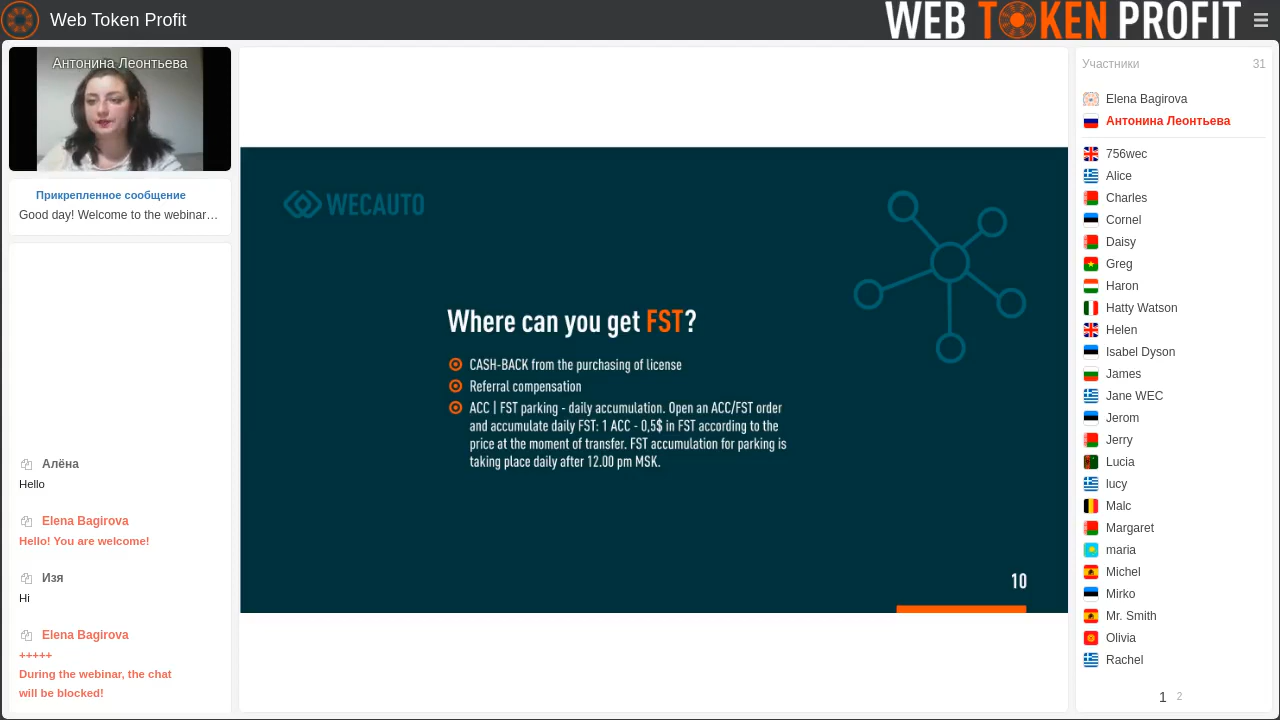 Web Token Profit
WEB TOKEN PROFIT
Антонина Леонтьева
Прикрепленное сообщение
Good day! Welcome to the webinar…
Алёна
Hello
Elena Bagirova
Hello! You are welcome!
Изя
Hi
Elena Bagirova
+++++
During the webinar, the chat
will be blocked!
WECAUTO
Where can you get FST?
CASH-BACK from the purchasing of license
Referral compensation
ACC | FST parking - daily accumulation. Open an ACC/FST order
and accumulate daily FST: 1 ACC - 0,5$ in FST according to the
price at the moment of transfer. FST accumulation for parking is
taking place daily after 12.00 pm MSK.
10
Участники 31
Elena Bagirova
Антонина Леонтьева
756wec
Alice
Charles
Cornel
Daisy
Greg
Haron
Hatty Watson
Helen
Isabel Dyson
James
Jane WEC
Jerom
Jerry
Lucia
lucy
Malc
Margaret
maria
Michel
Mirko
Mr. Smith
Olivia
Rachel
1 2